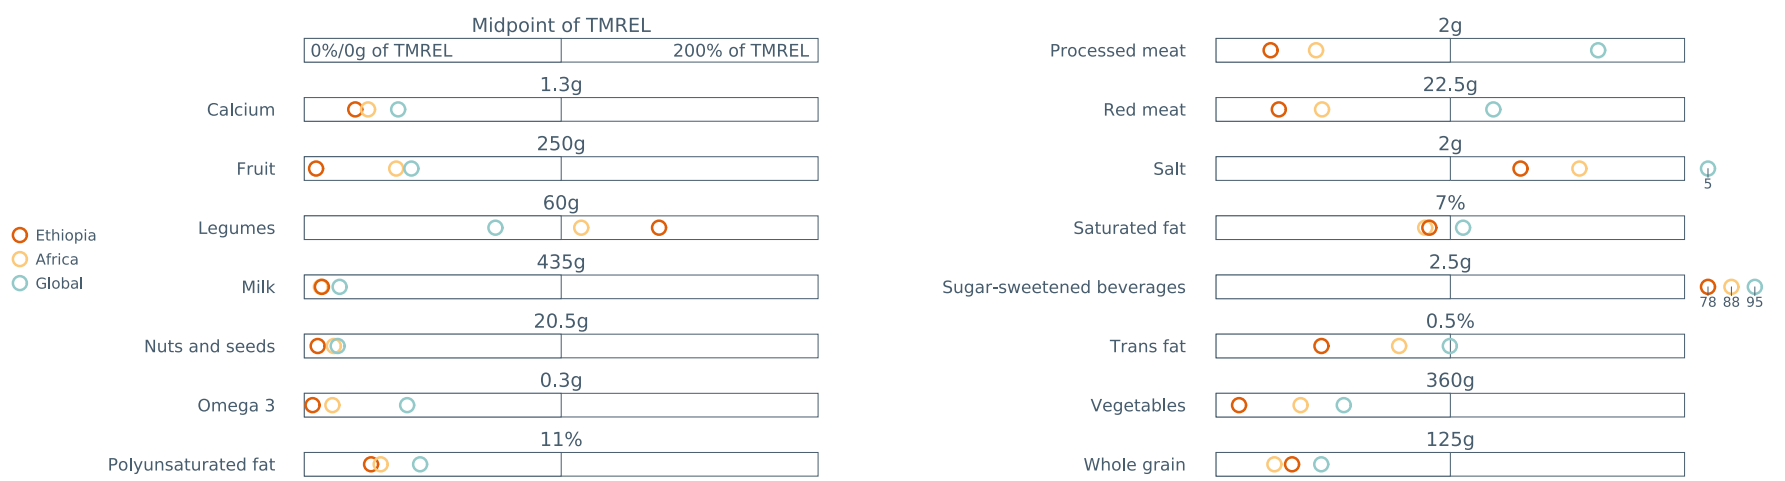 Midpoint of TMREL
0%/0g of TMREL
200% of TMREL
1.3g
Calcium
250g
Fruit
60g
Legumes
435g
Milk
20.5g
Nuts and seeds
0.3g
Omega 3
11%
Polyunsaturated fat
Ethiopia
Africa
Global
2g
Processed meat
22.5g
Red meat
2g
Salt
5
7%
Saturated fat
2.5g
Sugar-sweetened beverages
78 88 95
0.5%
Trans fat
360g
Vegetables
125g
Whole grain